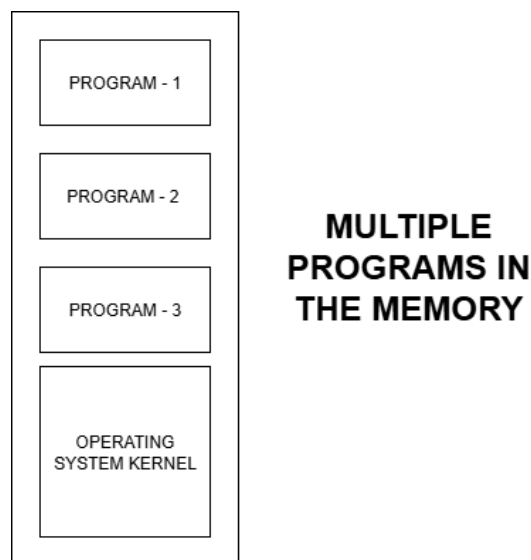 PROGRAM - 1
PROGRAM - 2
PROGRAM - 3
OPERATING
SYSTEM KERNEL
MULTIPLE
PROGRAMS IN
THE MEMORY